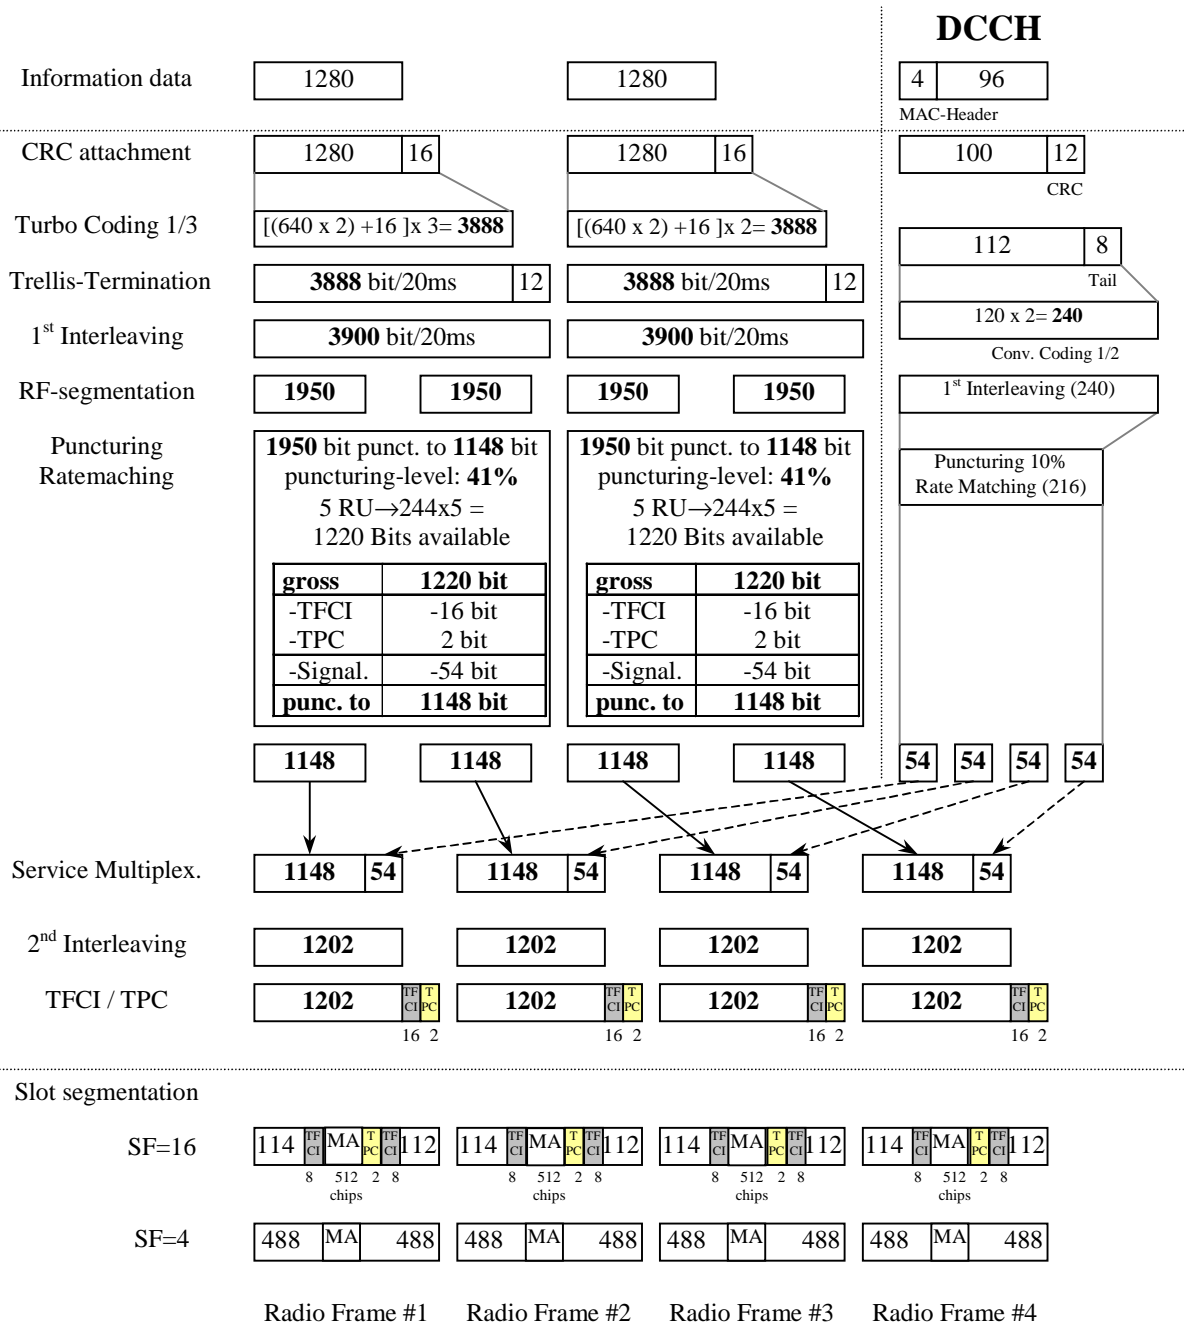 DCCH
Information data 1280 1280 4 96
MAC-Header
CRC attachment 1280 16 1280 16 100 12
CRC
Turbo Coding 1/3 [(640 x 2) +16 ]x 3= 3888 [(640 x 2) +16 ]x 2= 3888
112 8
Tail
Trellis-Termination 3888 bit/20ms 12 3888 bit/20ms 12
120 x 2= 240
1st Interleaving 3900 bit/20ms 3900 bit/20ms
Conv. Coding 1/2
RF-segmentation 1950 1950 1950 1950 1st Interleaving (240)
Puncturing
Ratemaching
1950 bit punct. to 1148 bit
puncturing-level: 41%
5 RU→244x5 =
1220 Bits available
gross 1220 bit
-TFCI -16 bit
-TPC 2 bit
-Signal. -54 bit
punc. to 1148 bit
1950 bit punct. to 1148 bit
puncturing-level: 41%
5 RU→244x5 =
1220 Bits available
gross 1220 bit
-TFCI -16 bit
-TPC 2 bit
-Signal. -54 bit
punc. to 1148 bit
Puncturing 10%
Rate Matching (216)
1148 1148 1148 1148 54 54 54 54
Service Multiplex. 1148 54 1148 54 1148 54 1148 54
2nd Interleaving 1202 1202 1202 1202
TFCI / TPC 1202 TF CI T PC 1202 TF CI T PC 1202 TF CI T PC 1202 TF CI T PC
16 2 16 2 16 2 16 2
Slot segmentation
SF=16 114 TF CI MA T PC TF CI 112 114 TF CI MA T PC TF CI 112 114 TF CI MA T PC TF CI 112 114 TF CI MA T PC TF CI 112
8 512 2 8 8 512 2 8 8 512 2 8 8 512 2 8
chips chips chips chips
SF=4 488 MA 488 488 MA 488 488 MA 488 488 MA 488
Radio Frame #1 Radio Frame #2 Radio Frame #3 Radio Frame #4